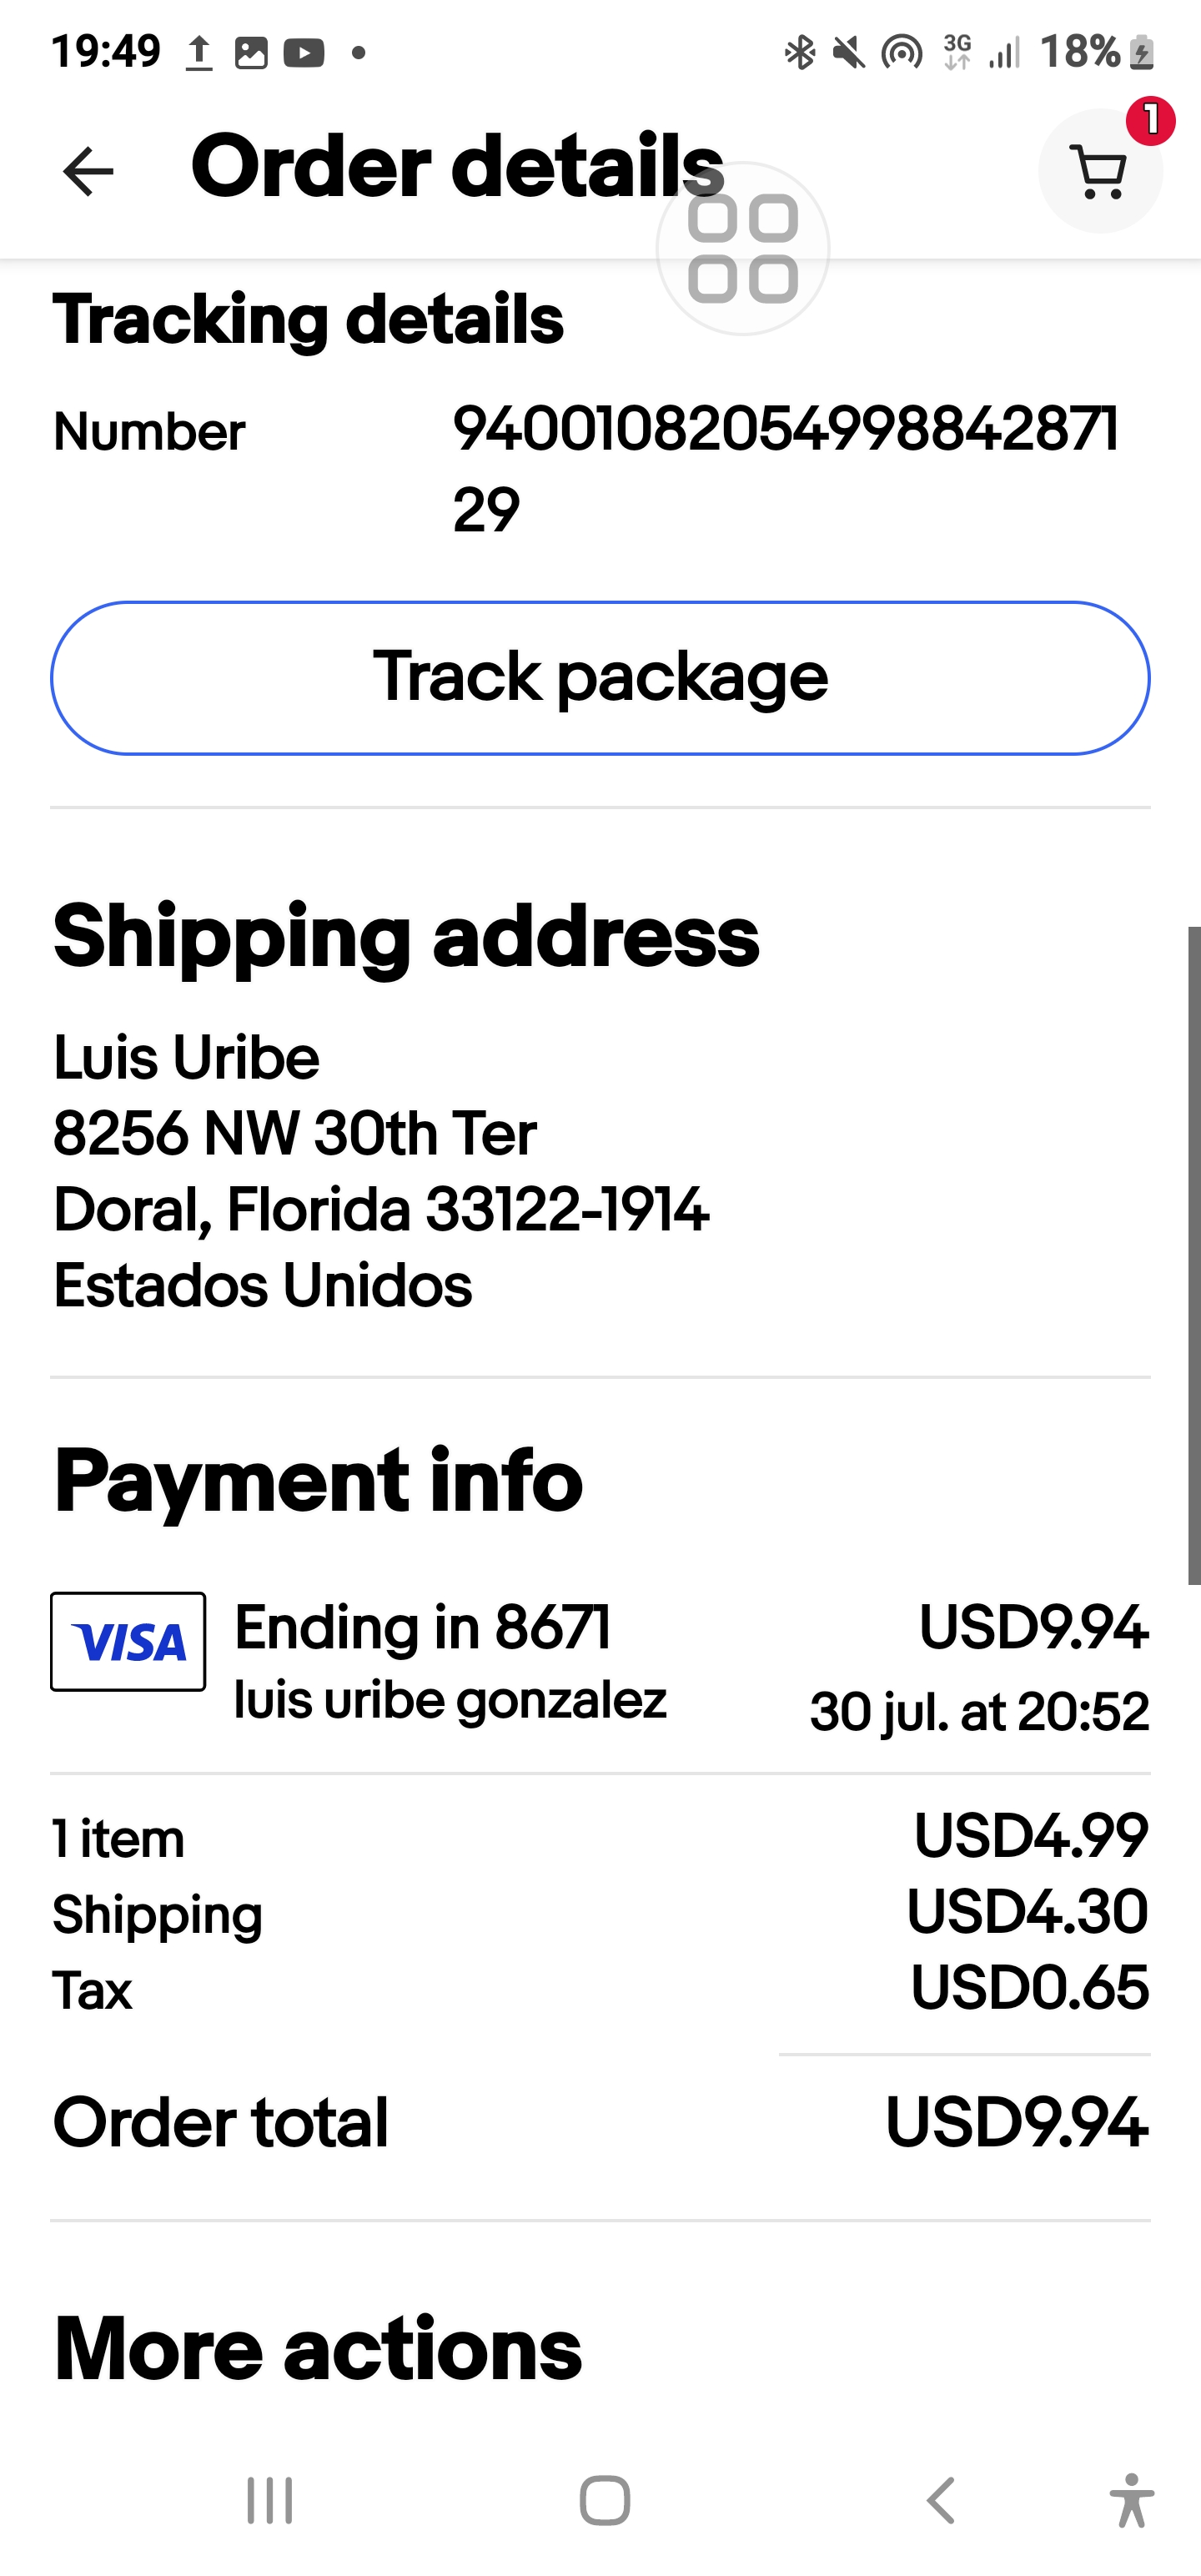 19:49 3G 18%
Order details 1
Tracking details
Number 94001082054998842871
29
Track package
Shipping address
Luis Uribe
8256 NW 30th Ter
Doral, Florida 33122-1914
Estados Unidos
Payment info
VISA Ending in 8671 USD9.94
luis uribe gonzalez 30 jul. at 20:52
1 item USD4.99
Shipping USD4.30
Tax USD0.65
Order total USD9.94
More actions